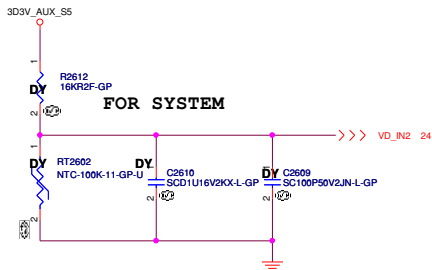 3D3V_AUX_S5
1
R2612
16KR2F-GP
DY
2
FOR SYSTEM
VD_IN2 24
1
DY
RT2602
NTC-100K-11-GP-U
2
DY
C2610
SCD1U16V2KX-L-GP
2
DY
1
C2609
SC100P50V2JN-L-GP
2